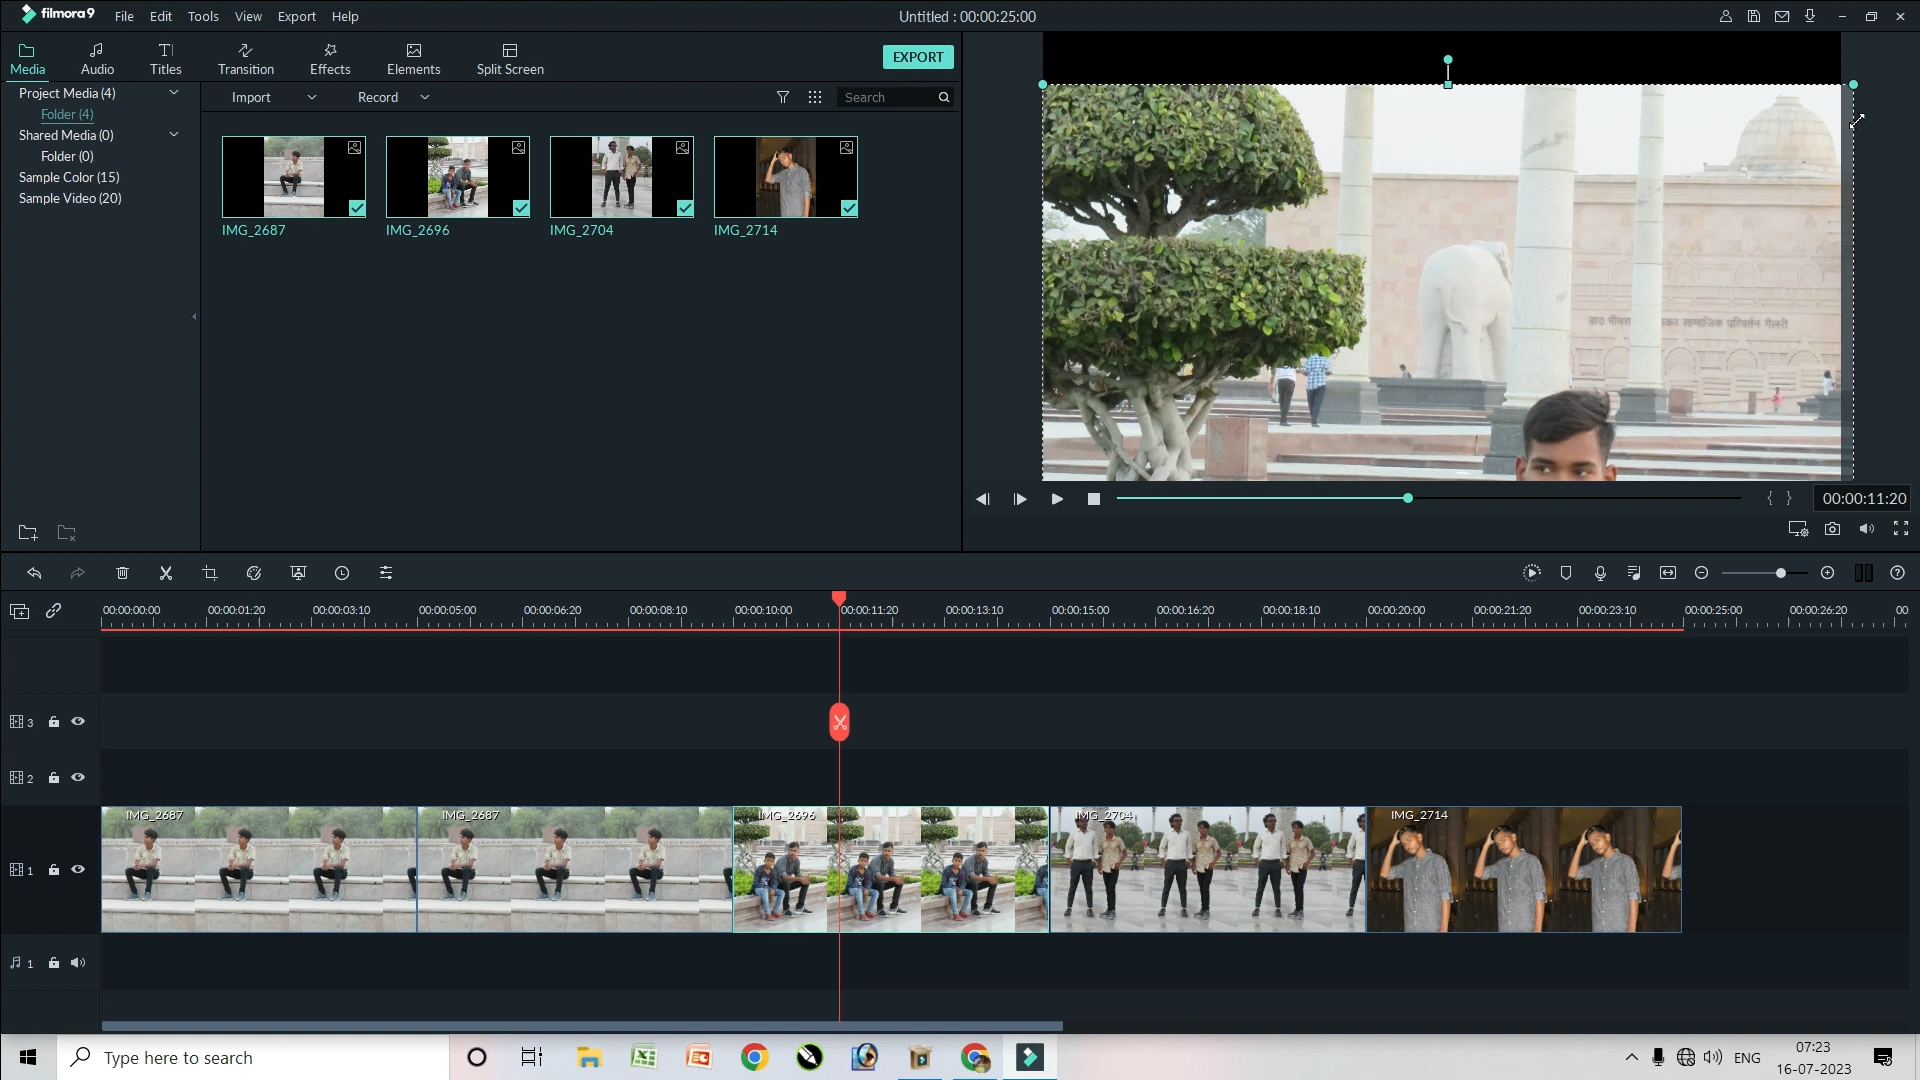 filmora9 File Edit Tools View Export Help Untitled : 00:00:25:00
Media Audio Titles Transition Effects Elements Split Screen EXPORT
Project Media (4) Import Record Search
Folder (4)
Shared Media (0)
Folder (0)
Sample Color (15)
Sample Video (20)
IMG_2687 IMG_2696 IMG_2704 IMG_2714
सामाजिक परिवर्तन गैलरी
{ } 00:00:11:20
00:00:00:00 00:00:01:20 00:00:03:10 00:00:05:00 00:00:06:20 00:00:08:10 00:00:10:00 00:00:11:20 00:00:13:10 00:00:15:00 00:00:16:20 00:00:18:10 00:00:20:00 00:00:21:20 00:00:23:10 00:00:25:00 00:00:26:20 00
3
2
IMG_2687 IMG_2687 IMG_2696 IMG_2704 IMG_2714
1
1
Type here to search ENG 07:23
16-07-2023